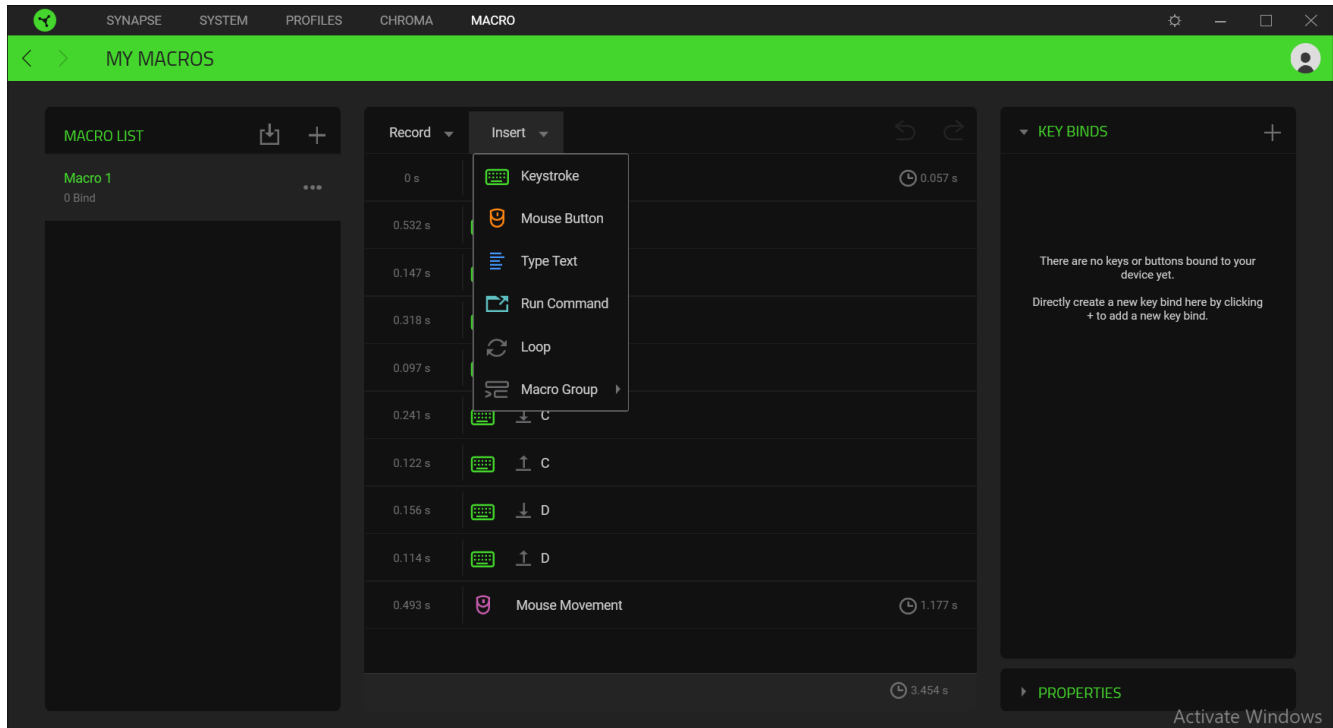 SYNAPSE SYSTEM PROFILES CHROMA MACRO
MY MACROS
MACRO LIST
Macro 1
0 Bind
Record Insert
0 s 0.057 s
Keystroke
Mouse Button
Type Text
Run Command
Loop
Macro Group
0.532 s
0.147 s
0.318 s
0.097 s
0.241 s C
0.122 s C
0.156 s D
0.114 s D
0.493 s Mouse Movement 1.177 s
3.454 s
KEY BINDS
There are no keys or buttons bound to your
device yet.
Directly create a new key bind here by clicking
+ to add a new key bind.
PROPERTIES
Activate Windows